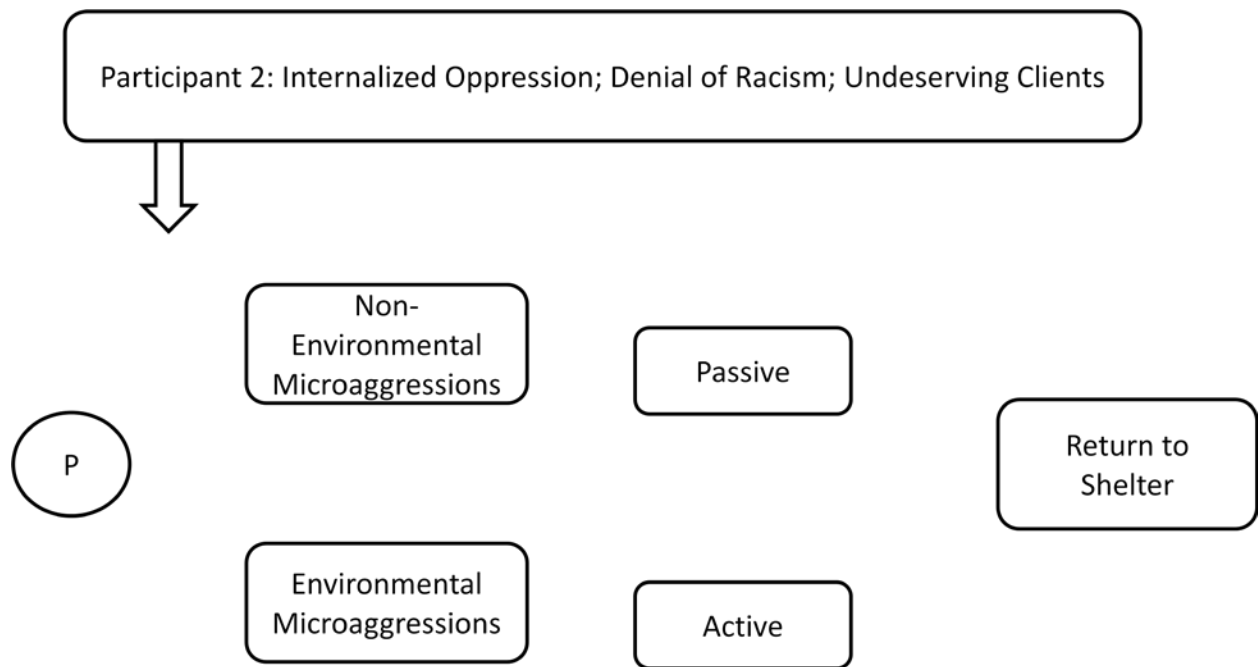 Participant 2: Internalized Oppression; Denial of Racism; Undeserving Clients
Non-
Environmental
Microaggressions
Passive
P
Return to
Shelter
Environmental
Microaggressions
Active